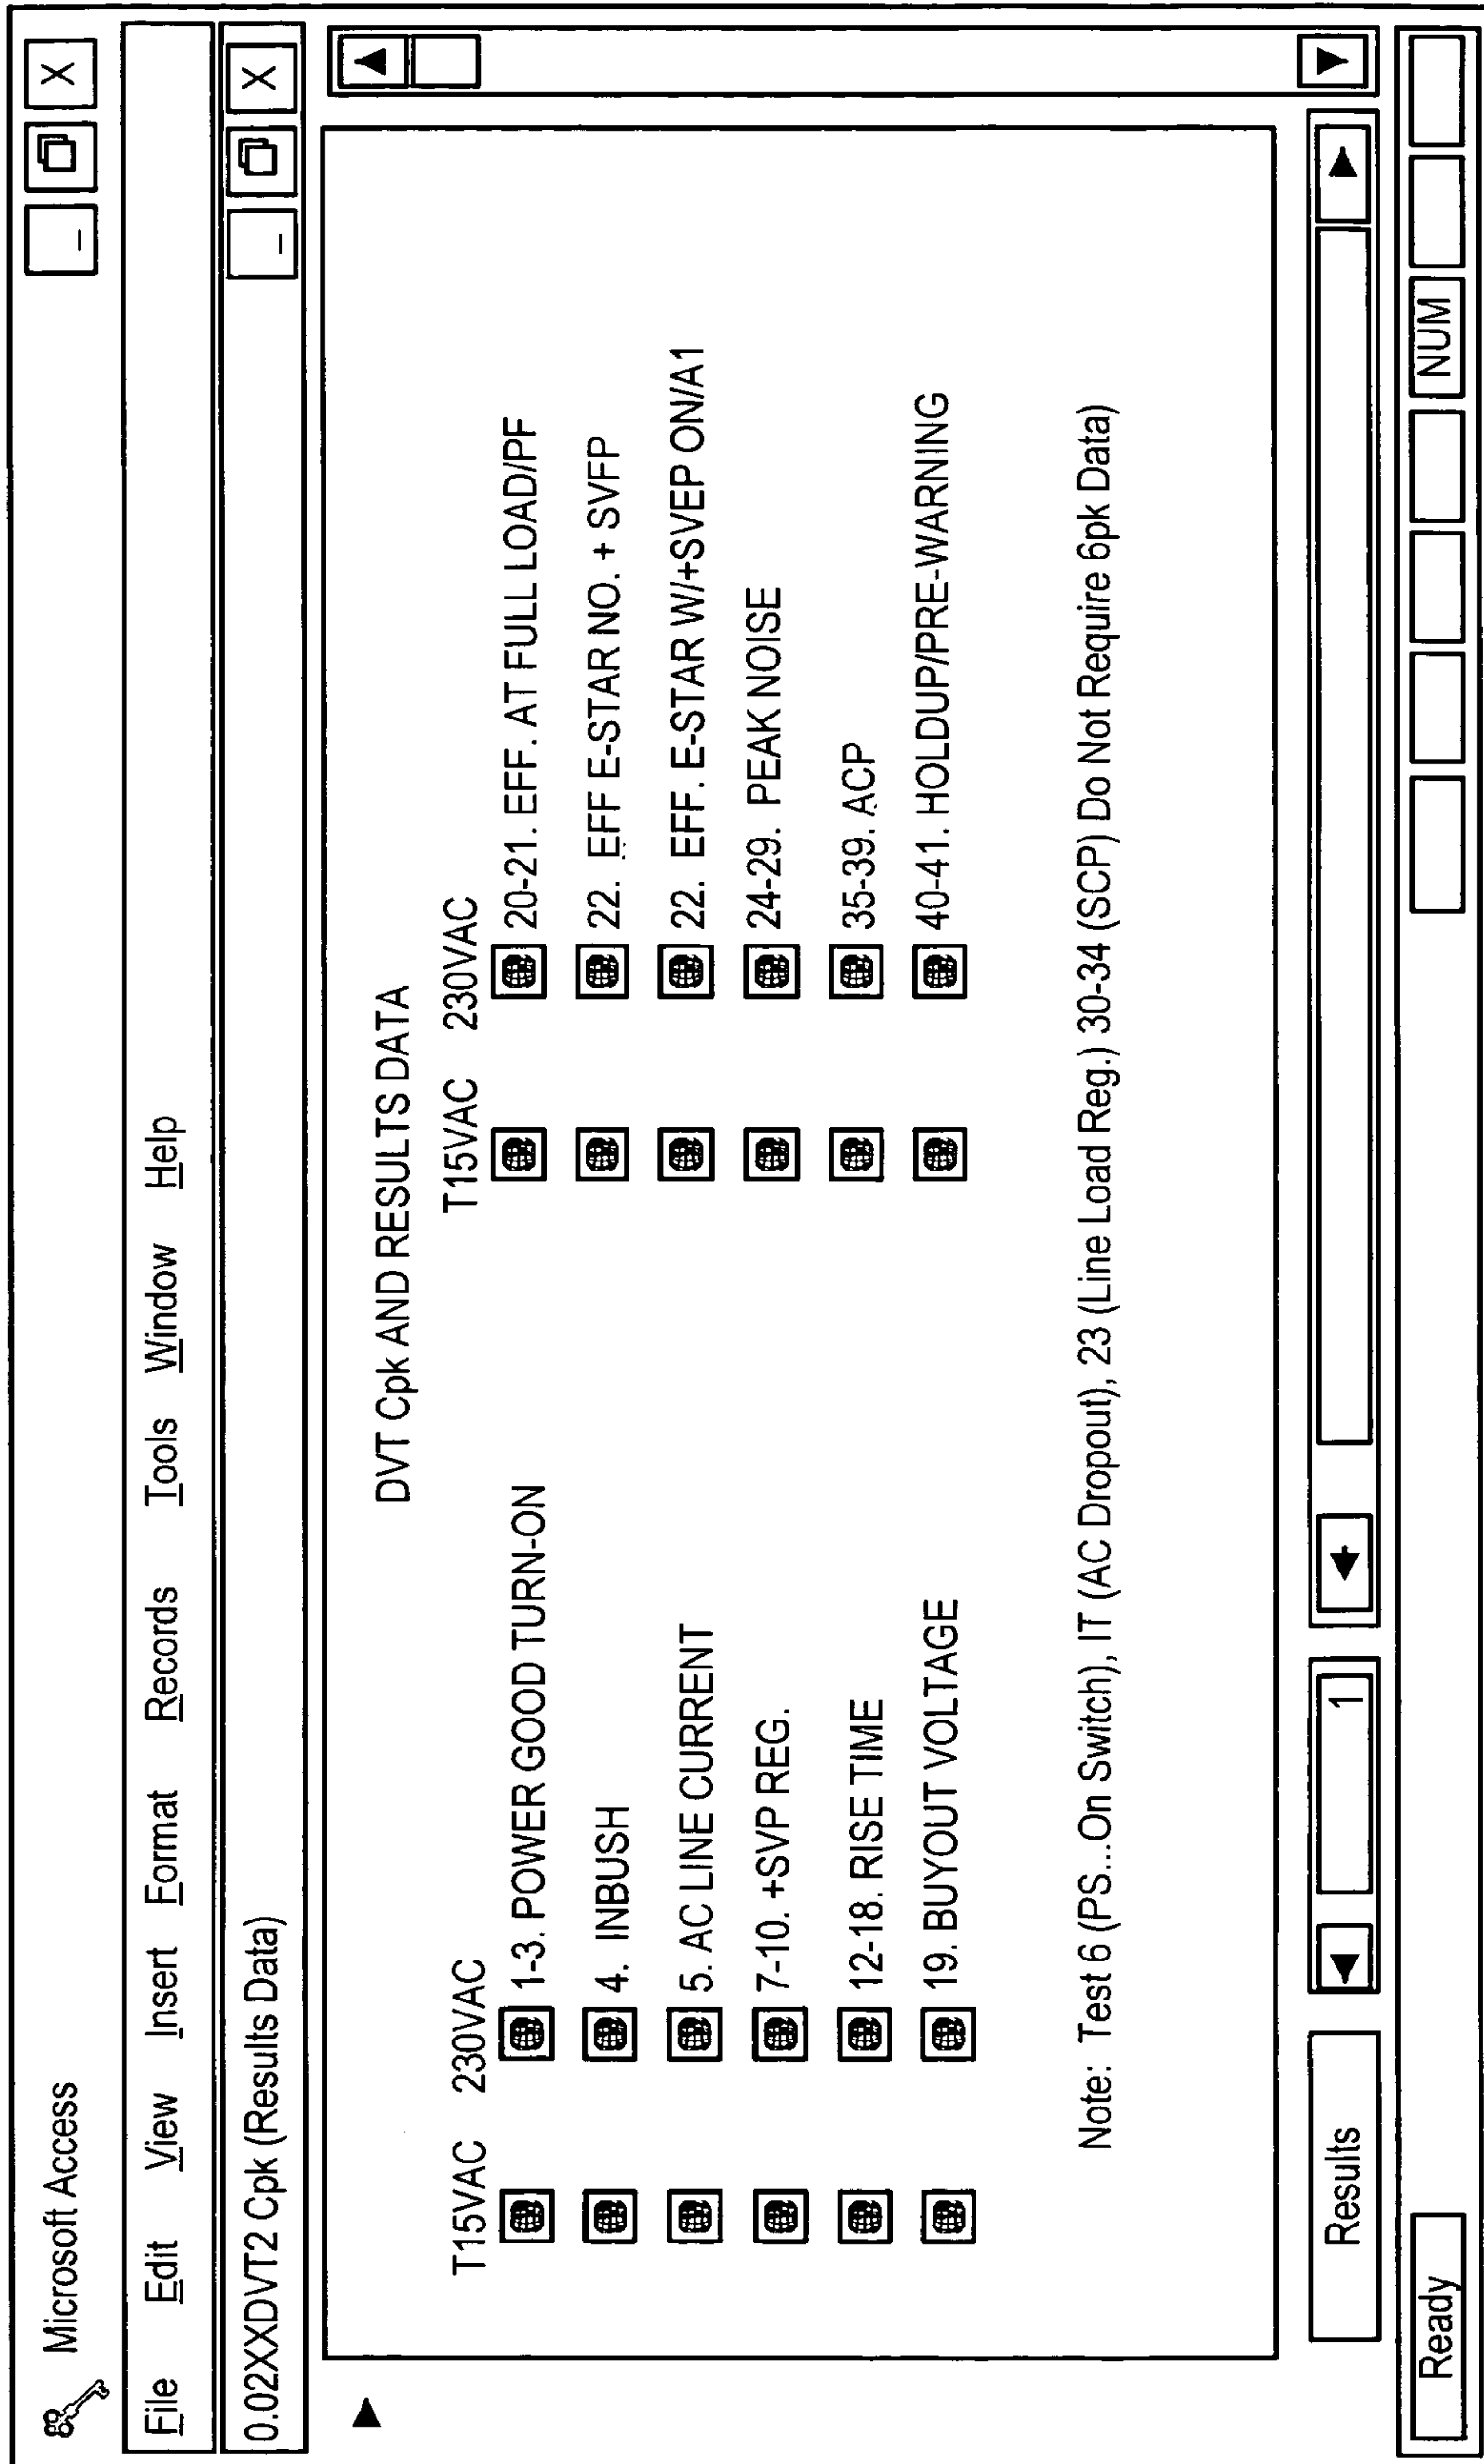 Microsoft Access
_ X
File Edit View Insert Format Records Tools Window Help
0.02XXDVT2 Cpk (Results Data)
_ X
DVT Cpk AND RESULTS DATA
T15VAC 230VAC
1-3. POWER GOOD TURN-ON
4. INBUSH
5. AC LINE CURRENT
7-10. +SVP REG.
12-18. RISE TIME
19. BUYOUT VOLTAGE
T15VAC 230VAC
20-21. EFF. AT FULL LOAD/PF
22. EFF E-STAR NO. + SVFP
22. EFF. E-STAR W/+SVEP ON/A1
24-29. PEAK NOISE
35-39. ACP
40-41. HOLDUP/PRE-WARNING
Note: Test 6 (PS...On Switch), IT (AC Dropout), 23 (Line Load Reg.) 30-34 (SCP) Do Not Require 6pk Data)
Results
1
Ready
NUM